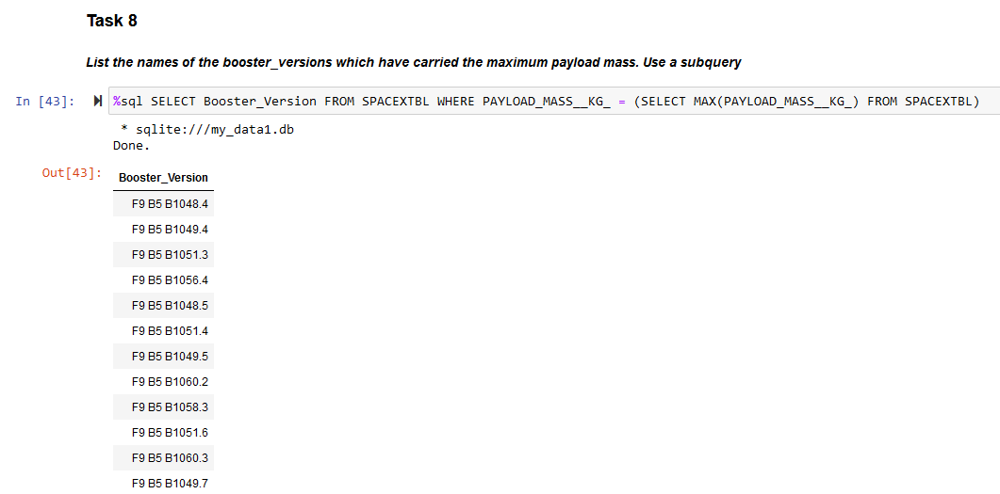 Task 8
List the names of the booster_versions which have carried the maximum payload mass. Use a subquery
In [43]: %sql SELECT Booster_Version FROM SPACEXTBL WHERE PAYLOAD_MASS__KG_ = (SELECT MAX(PAYLOAD_MASS__KG_) FROM SPACEXTBL)
* sqlite:///my_data1.db
Done.
Out[43]:
Booster_Version
F9 B5 B1048.4
F9 B5 B1049.4
F9 B5 B1051.3
F9 B5 B1056.4
F9 B5 B1048.5
F9 B5 B1051.4
F9 B5 B1049.5
F9 B5 B1060.2
F9 B5 B1058.3
F9 B5 B1051.6
F9 B5 B1060.3
F9 B5 B1049.7